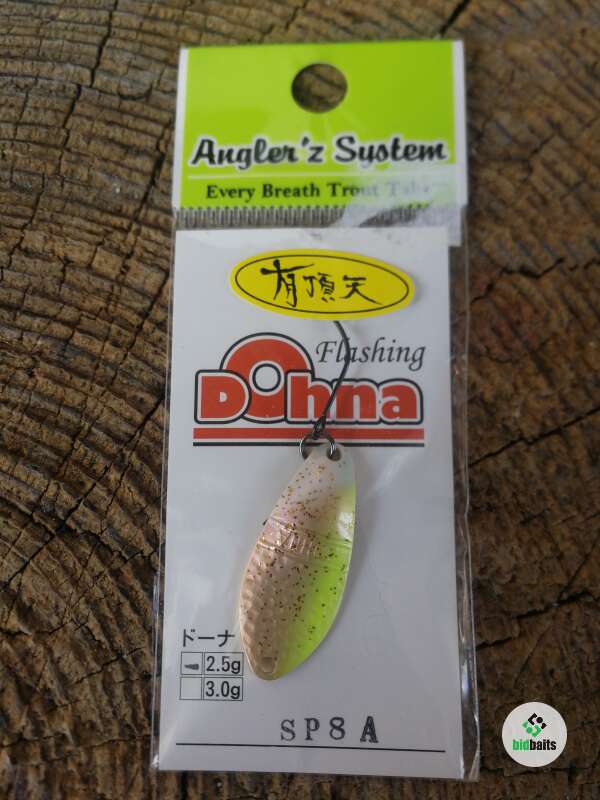 Angler'z System
Every Breath Trout Take
有頂天
Flashing
Dohna
ドーナ
2.5g
3.0g
SP8A
bidbaits